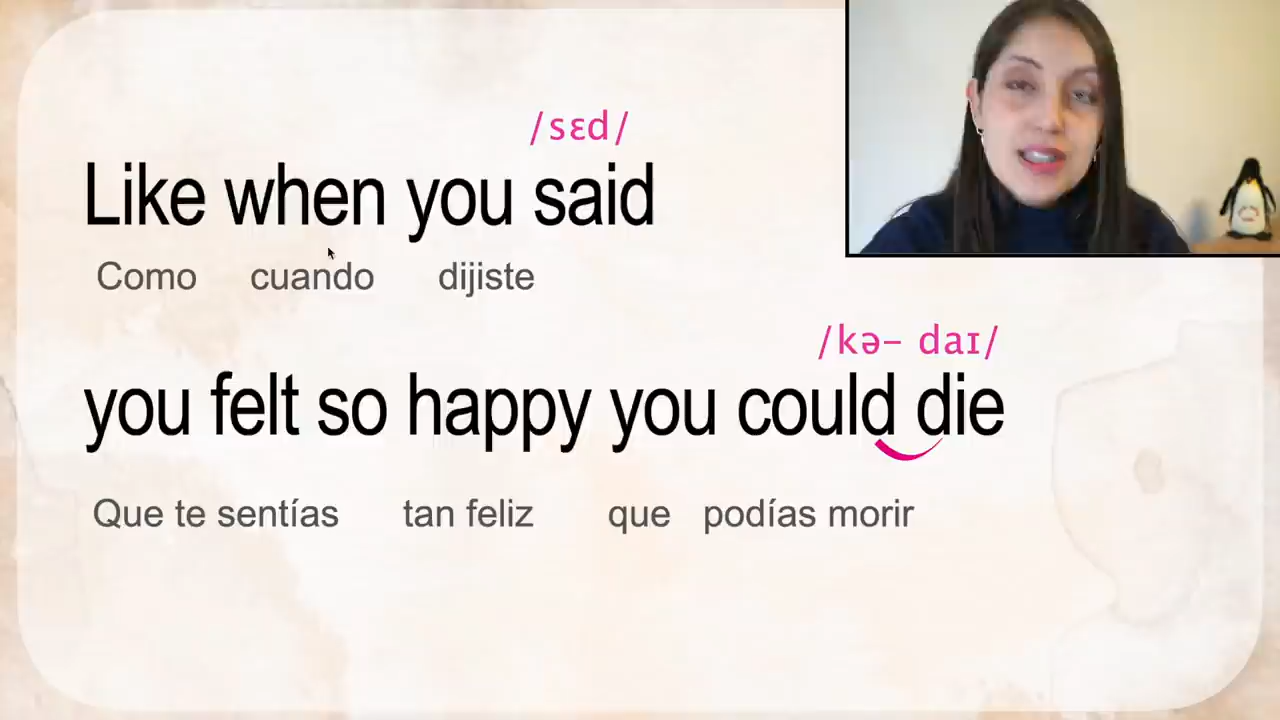 /sɛd/
Like when you said
Como cuando dijiste
/kə– daɪ/
you felt so happy you could die
Que te sentías tan feliz que podías morir